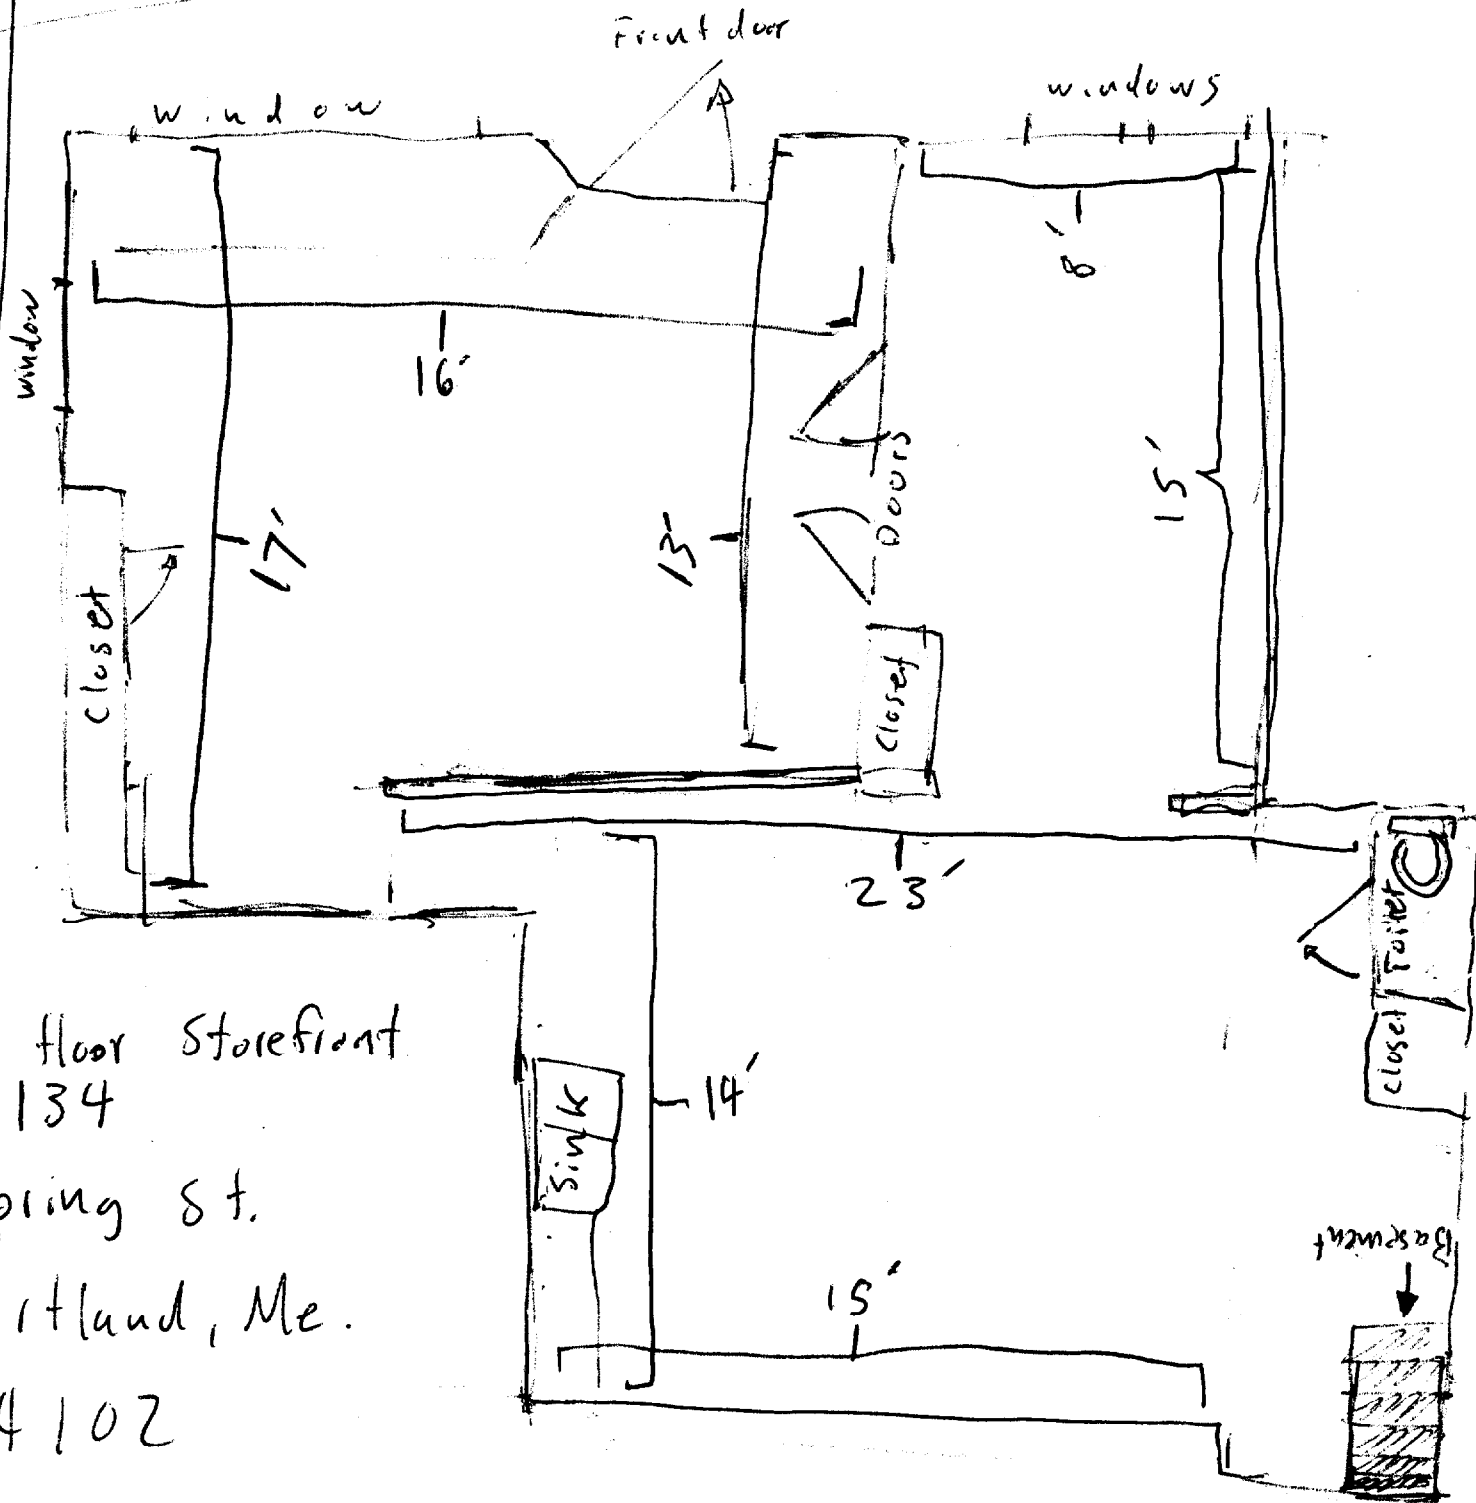 Front door
window
windows
8'
window
16'
Doors
15'
17'
13'
Closet
Closet
23'
Toilet
closet
floor Storefront
134
14'
Sink
pring St.
Basement
rtland, Me.
15'
4102